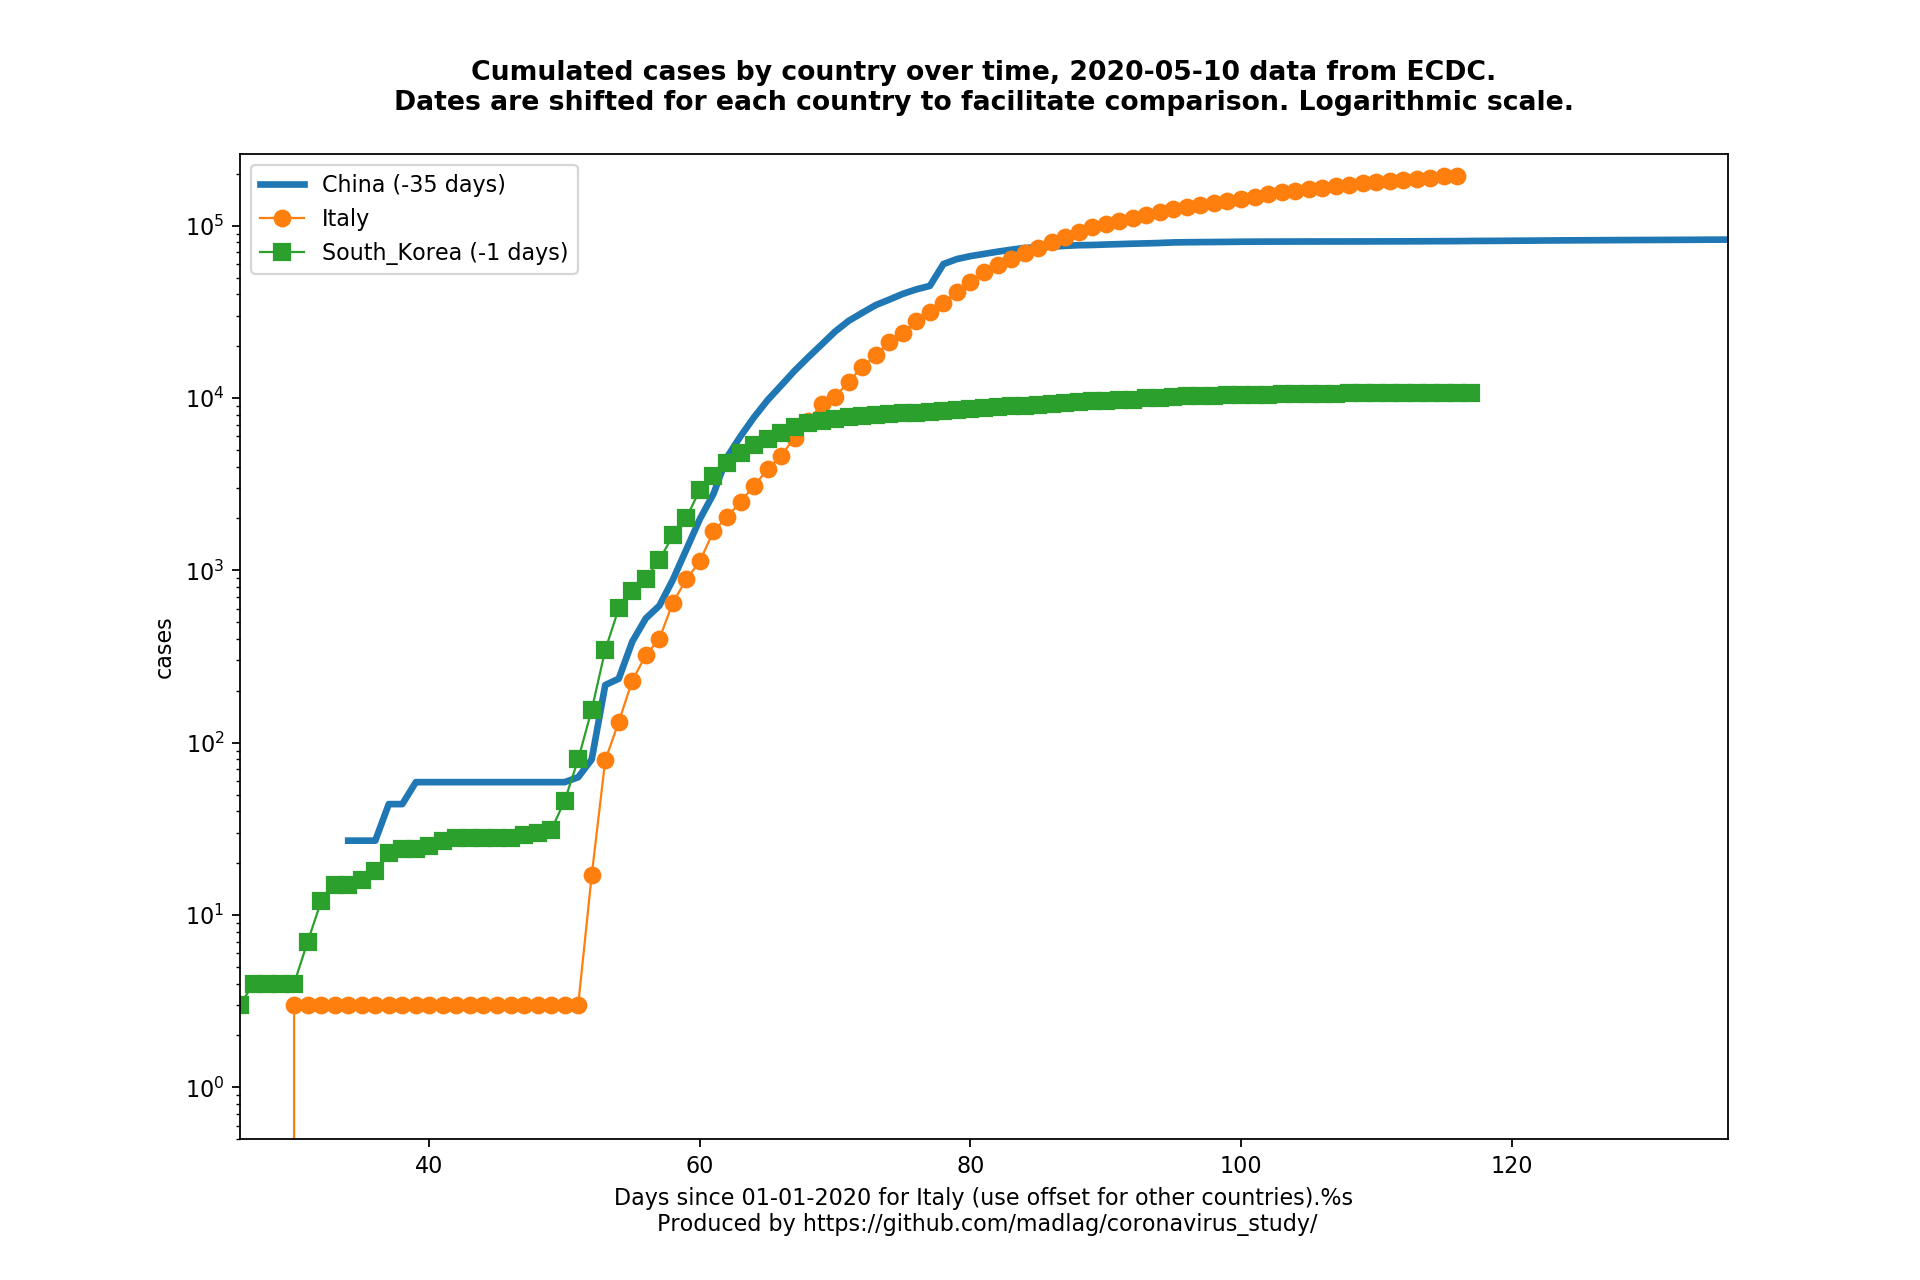 Cumulated cases by country over time, 2020-05-10 data from ECDC.
Dates are shifted for each country to facilitate comparison. Logarithmic scale.
China (-35 days)
Italy
South_Korea (-1 days)
10⁵
10⁴
10³
10²
10¹
10⁰
cases
40 60 80 100 120
Days since 01-01-2020 for Italy (use offset for other countries).%s
Produced by https://github.com/madlag/coronavirus_study/